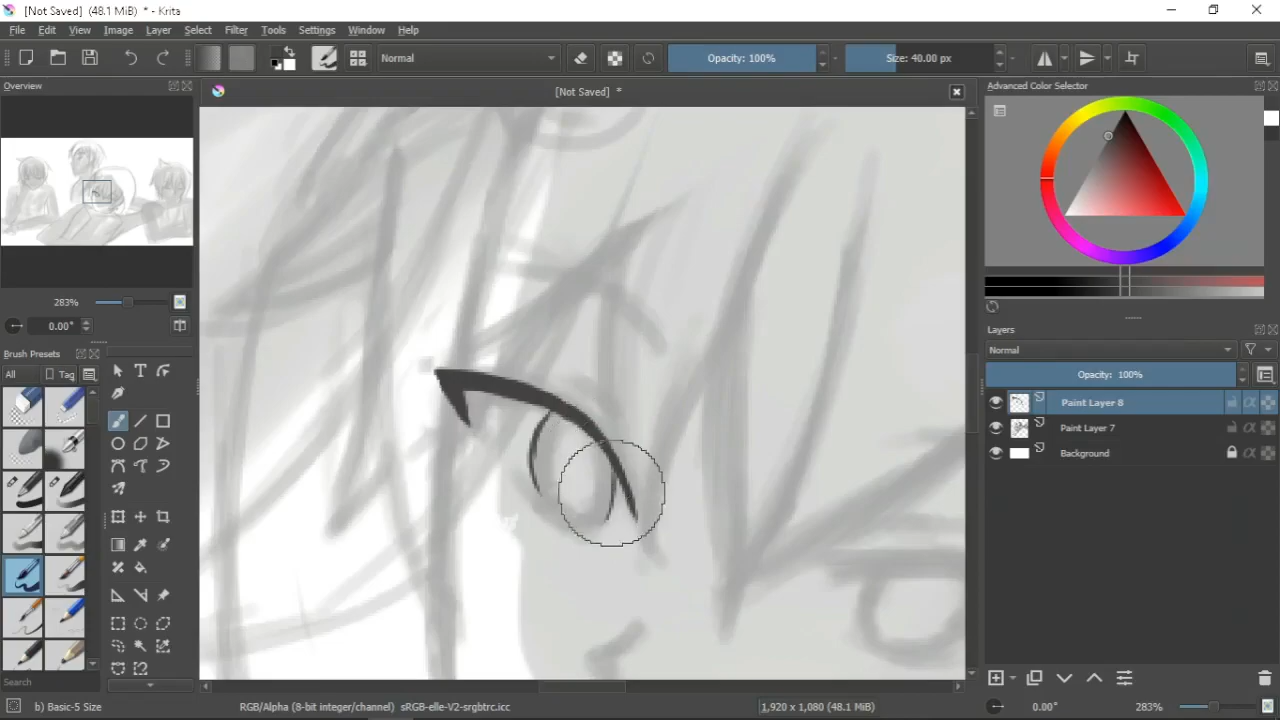 [Not Saved] (48.1 MiB) * - Krita
File Edit View Image Layer Select Filter Tools Settings Window Help
Normal Opacity: 100% Size: 40.00 px
Overview
[Not Saved] *
Advanced Color Selector
283%
0.00°
Brush Presets
All Tag
Layers
Normal
Opacity: 100%
Paint Layer 8
Paint Layer 7
Background
Search
b) Basic-5 Size RGB/Alpha (8-bit integer/channel) sRGB-elle-V2-srgbtrc.icc 1,920 x 1,080 (48.1 MiB) 0.00° 283%